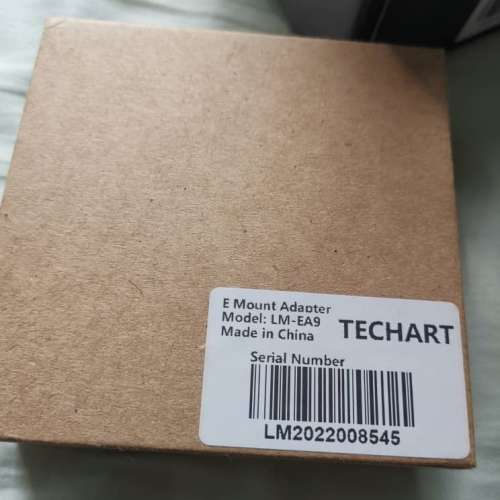 E Mount Adapter
Model: LM-EA9
Made in China
TECHART
Serial Number
LM2022008545